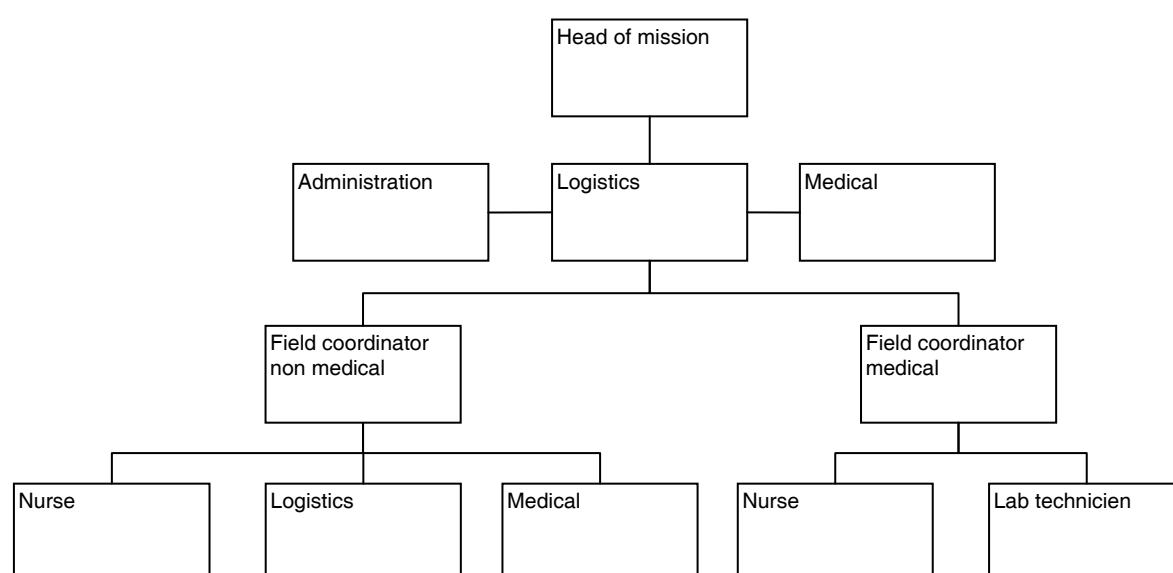 Head of mission
Administration
Logistics
Medical
Field coordinator
non medical
Field coordinator
medical
Nurse
Logistics
Medical
Nurse
Lab technicien